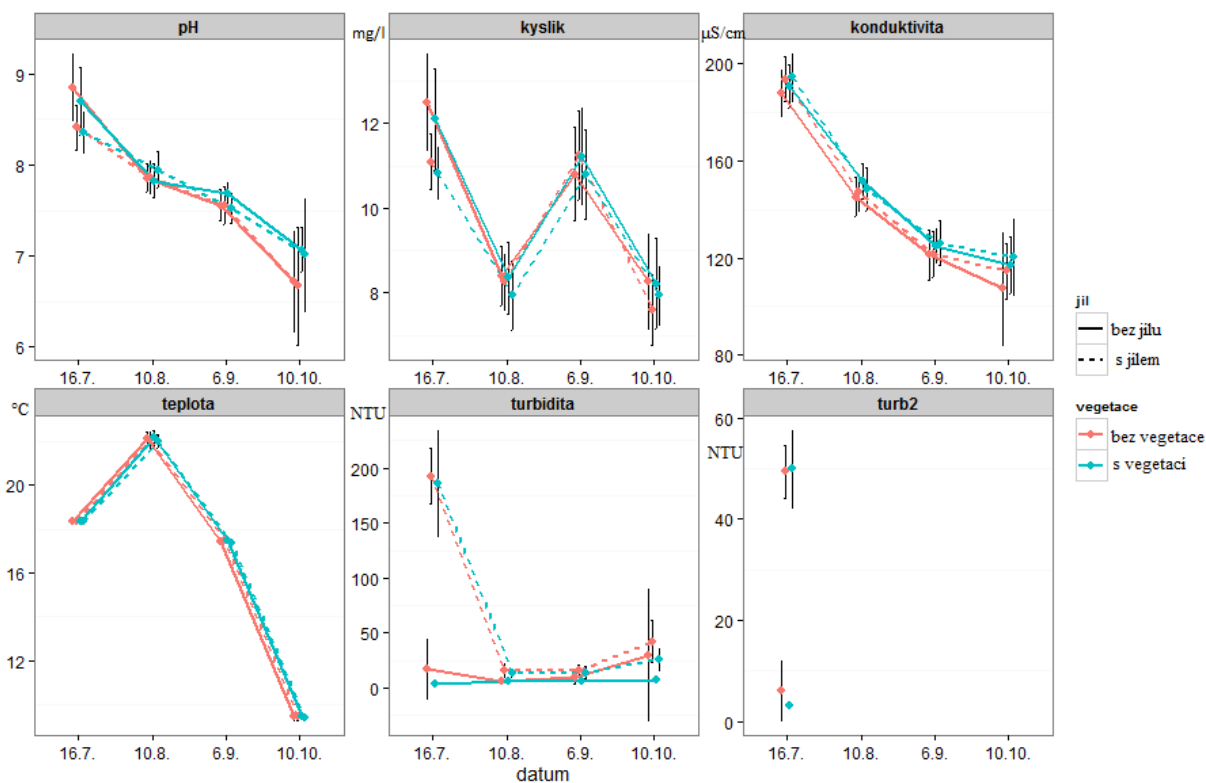 pH
mg/l
kyslik
µS/cm
konduktivita
9
8
7
6
12
10
8
200
160
120
80
16.7.
10.8.
6.9.
10.10.
16.7.
10.8.
6.9.
10.10.
16.7.
10.8.
6.9.
10.10.
jil
bez jilu
s jilem
vegetace
bez vegetace
s vegetaci
°C
teplota
NTU
turbidita
turb2
NTU
20
16
12
200
150
100
50
0
60
40
20
0
16.7.
10.8.
6.9.
10.10.
16.7.
10.8.
6.9.
10.10.
16.7.
10.8.
6.9.
10.10.
datum